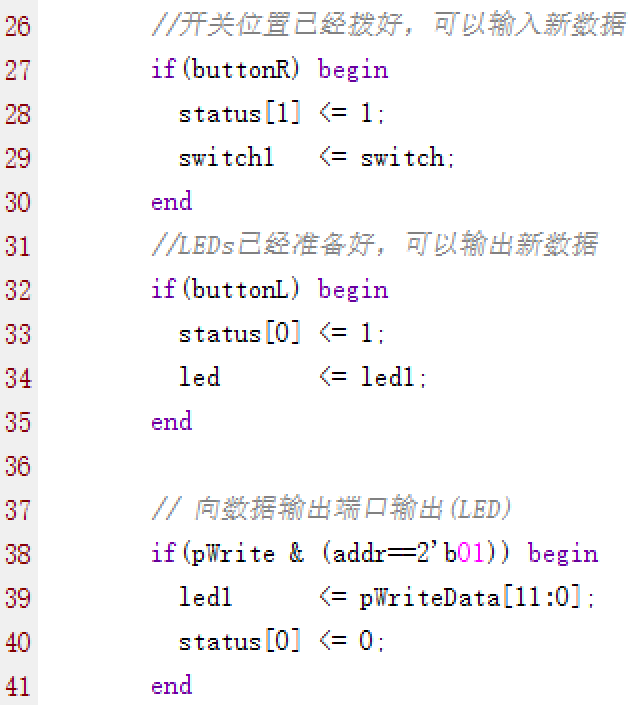 26 //开关位置已经拨好，可以输入新数据
27 if(buttonR) begin
28 status[1] <= 1;
29 switch1 <= switch;
30 end
31 //LEDs已经准备好，可以输出新数据
32 if(buttonL) begin
33 status[0] <= 1;
34 led <= led1;
35 end
36
37 // 向数据输出端口输出(LED)
38 if(pWrite & (addr==2'b01)) begin
39 led1 <= pWriteData[11:0];
40 status[0] <= 0;
41 end